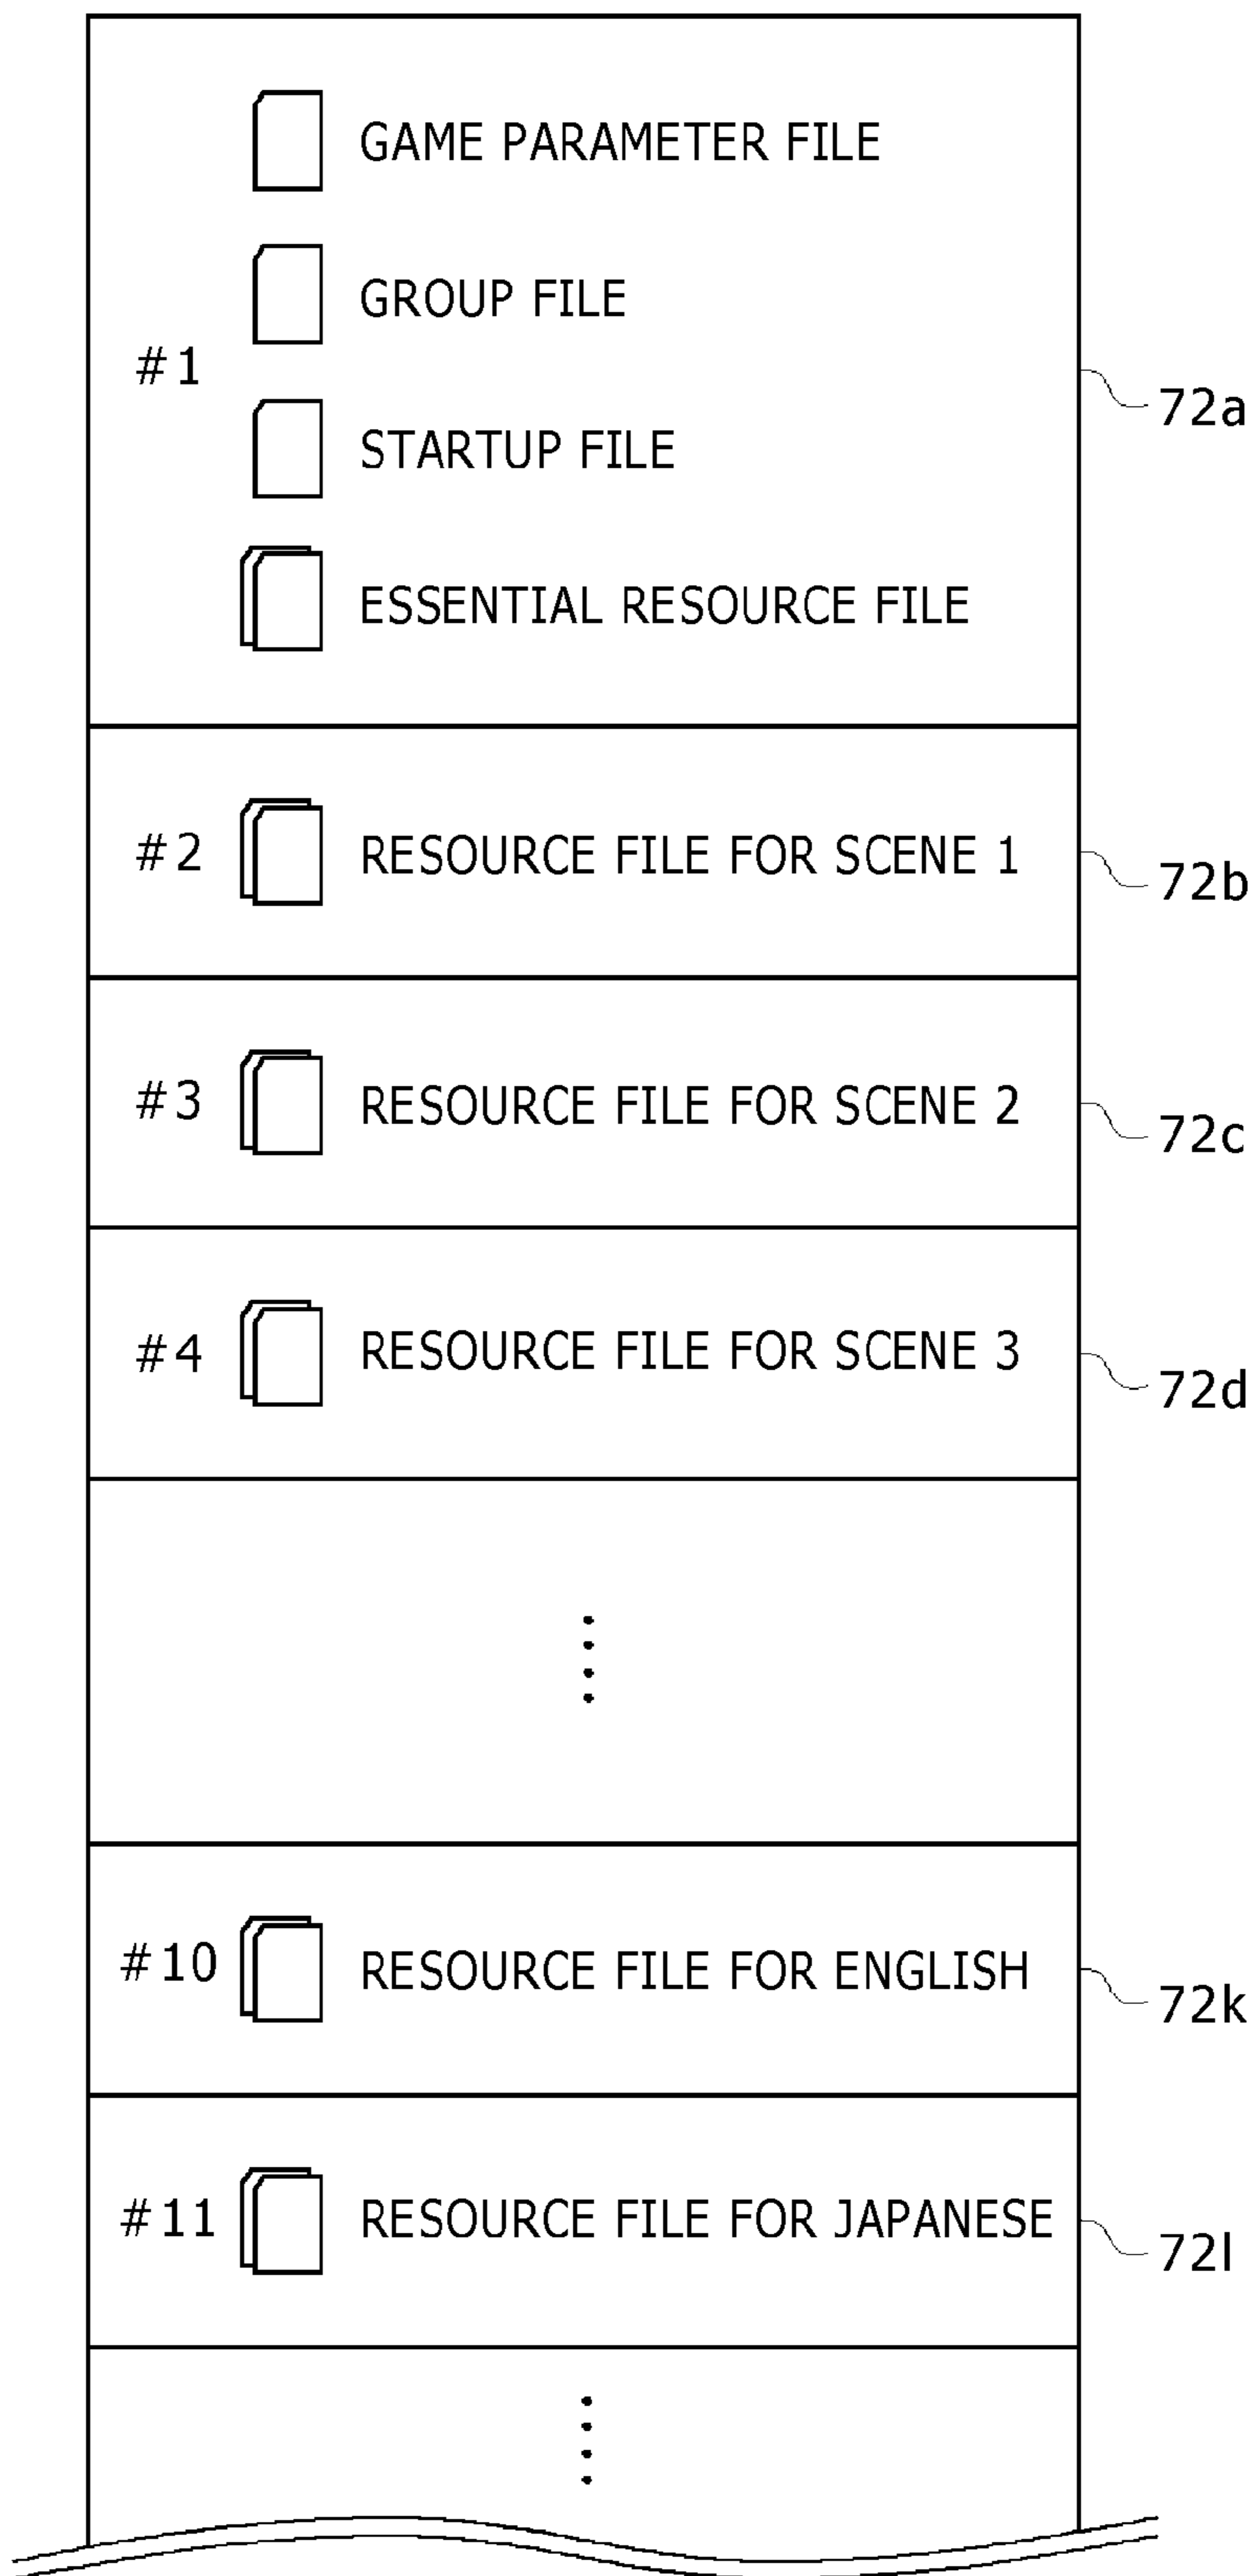 GAME PARAMETER FILE
GROUP FILE
#1
72a
STARTUP FILE
ESSENTIAL RESOURCE FILE
#2 RESOURCE FILE FOR SCENE 1
72b
#3 RESOURCE FILE FOR SCENE 2
72c
#4 RESOURCE FILE FOR SCENE 3
72d
#10 RESOURCE FILE FOR ENGLISH
72k
#11 RESOURCE FILE FOR JAPANESE
72l